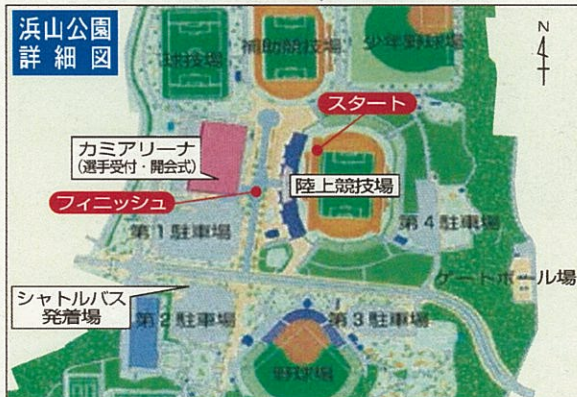 浜山公園
詳細図
N
4
球技場
補助競技場
少年野球場
スタート
カミアリーナ
(選手受付・開会式)
陸上競技場
フィニッシュ
第1駐車場
第4駐車場
ゲートボール場
シャトルバス
発着場
第2駐車場
第3駐車場
野球場